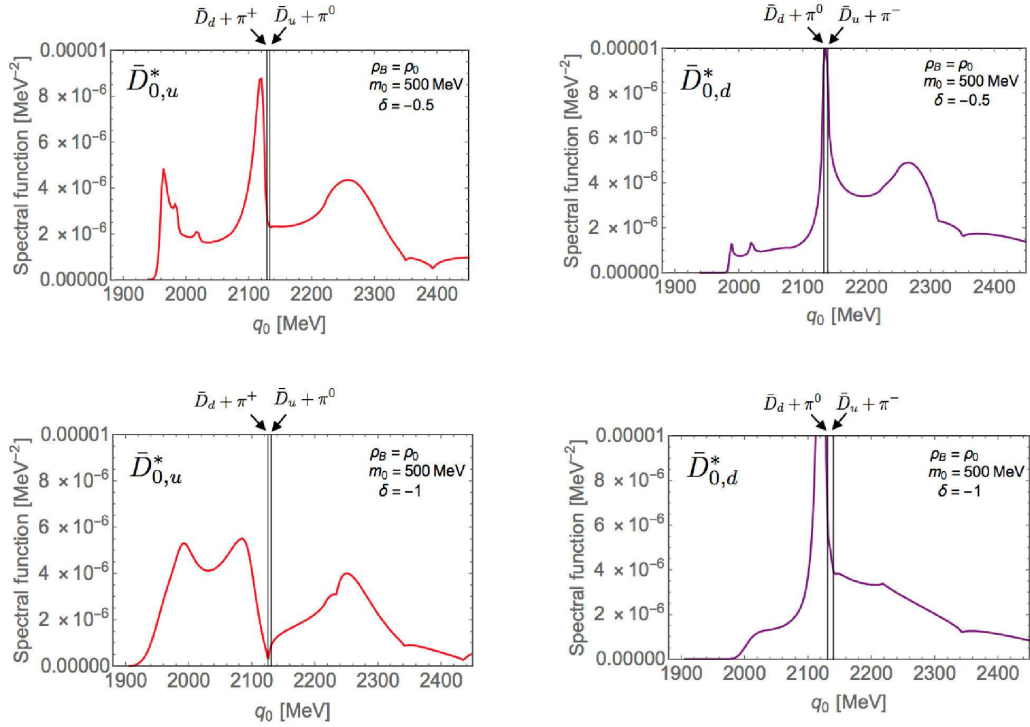 D̄_d + π⁺ D̄_u + π⁰
D̄*_{0,u}
ρ_B = ρ_0
m_0 = 500 MeV
δ = −0.5
Spectral function [MeV⁻²]
0.00001
8 × 10⁻⁶
6 × 10⁻⁶
4 × 10⁻⁶
2 × 10⁻⁶
0.00000
1900 2000 2100 2200 2300 2400
q_0 [MeV]
D̄_d + π⁰ D̄_u + π⁻
D̄*_{0,d}
ρ_B = ρ_0
m_0 = 500 MeV
δ = −0.5
Spectral function [MeV⁻²]
0.00001
8 × 10⁻⁶
6 × 10⁻⁶
4 × 10⁻⁶
2 × 10⁻⁶
0.00000
1900 2000 2100 2200 2300 2400
q_0 [MeV]
D̄_d + π⁺ D̄_u + π⁰
D̄*_{0,u}
ρ_B = ρ_0
m_0 = 500 MeV
δ = −1
Spectral function [MeV⁻²]
0.00001
8 × 10⁻⁶
6 × 10⁻⁶
4 × 10⁻⁶
2 × 10⁻⁶
0.00000
1900 2000 2100 2200 2300 2400
q_0 [MeV]
D̄_d + π⁰ D̄_u + π⁻
D̄*_{0,d}
ρ_B = ρ_0
m_0 = 500 MeV
δ = −1
Spectral function [MeV⁻²]
0.00001
8 × 10⁻⁶
6 × 10⁻⁶
4 × 10⁻⁶
2 × 10⁻⁶
0.00000
1900 2000 2100 2200 2300 2400
q_0 [MeV]